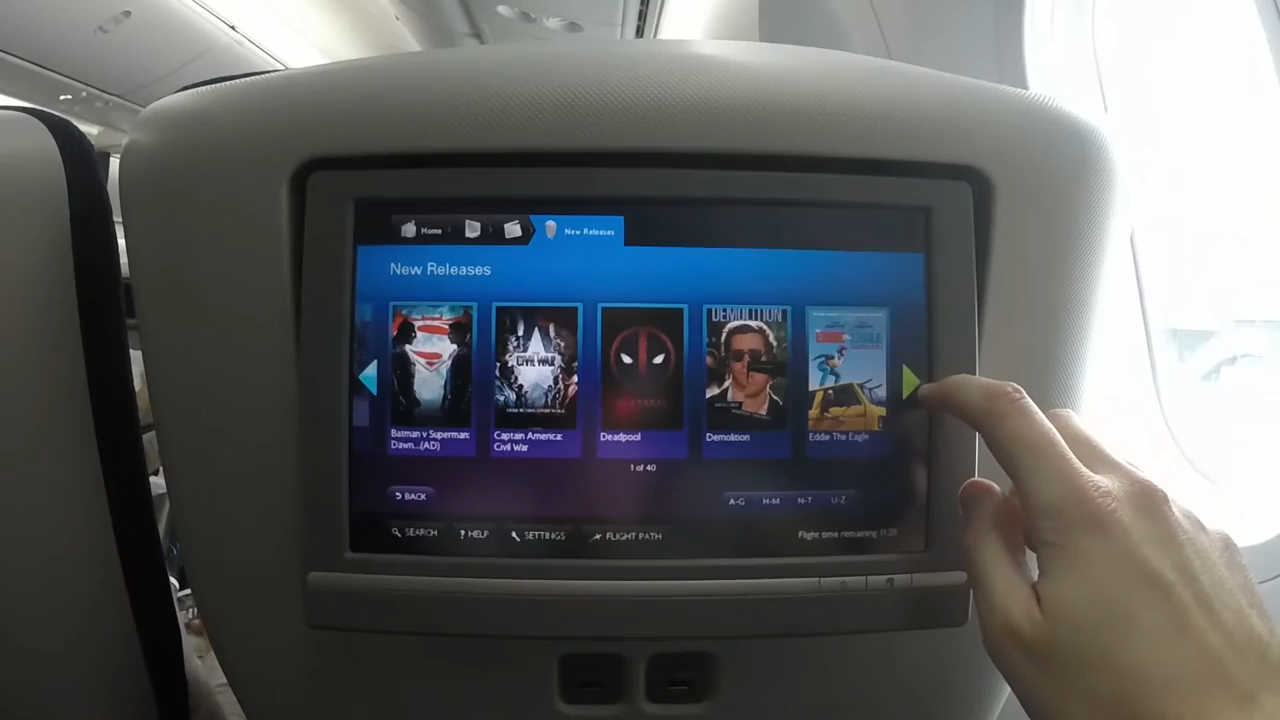 Home
New Releases
New Releases
DEMOLITION
CIVIL WAR
EAGLE
Batman v Superman:
Dawn...(AD)
Captain America:
Civil War
Deadpool
Demolition
Eddie The Eagle
1 of 40
BACK
A-G H-M N-T U-Z
SEARCH ? HELP SETTINGS FLIGHT PATH
Flight time remaining